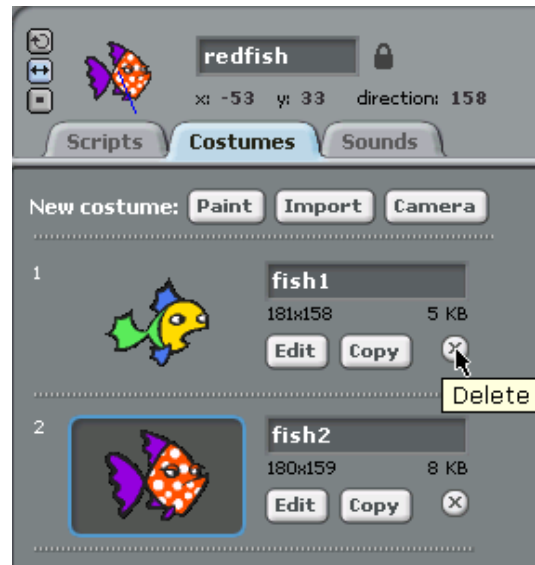 redfish
x: -53 y: 33 direction: 158
Scripts Costumes Sounds
New costume: Paint Import Camera
1
fish1
181x158 5 KB
Edit Copy
Delete
2
fish2
180x159 8 KB
Edit Copy